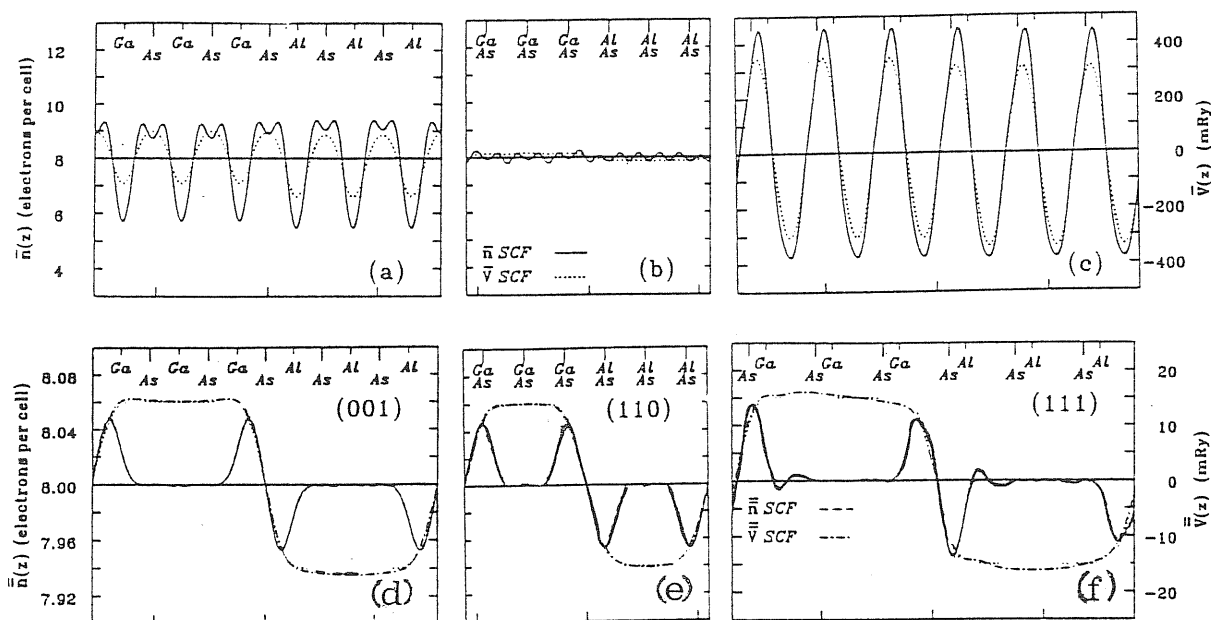 Ga Ga Ga Al Al Al
As As As As As As
12
10
8
6
4
n̄(z) (electrons per cell)
(a)
Ga Ga Ga Al Al Al
As As As As As As
n̄ SCF
V̄ SCF
(b)
400
200
0
-200
-400
V̄(z) (mRy)
(c)
Ga Ga Ga Al Al Al
As As As As As As
8.08
8.04
8.00
7.96
7.92
n̿(z) (electrons per cell)
(001)
(d)
Ga Ga Ga Al Al Al
As As As As As As
(110)
(e)
Ga Ga Ga Al Al Al
As As As As As As
(111)
n̿ SCF
V̿ SCF
20
10
0
-10
-20
V̿(z) (mRy)
(f)